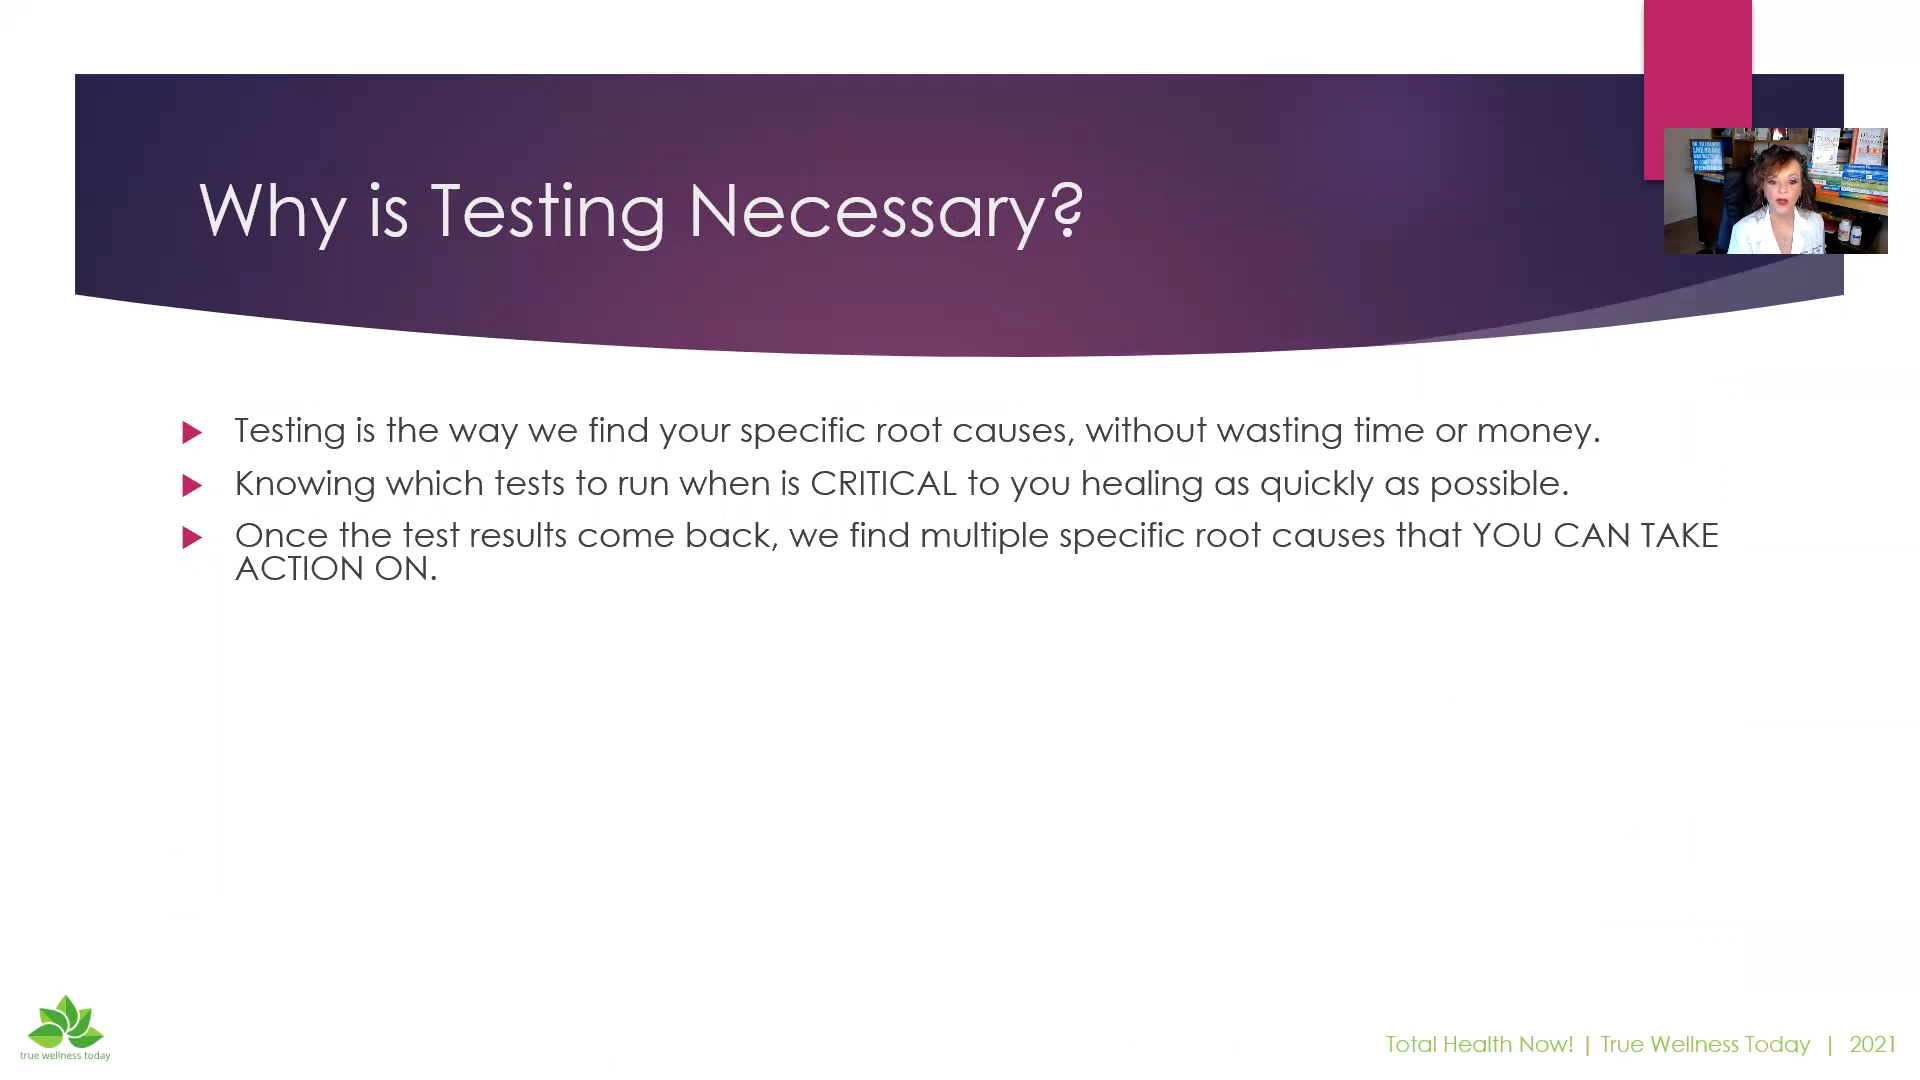 Why is Testing Necessary?
Testing is the way we find your specific root causes, without wasting time or money.
Knowing which tests to run when is CRITICAL to you healing as quickly as possible.
Once the test results come back, we find multiple specific root causes that YOU CAN TAKE
ACTION ON.
true wellness today
Total Health Now! | True Wellness Today | 2021